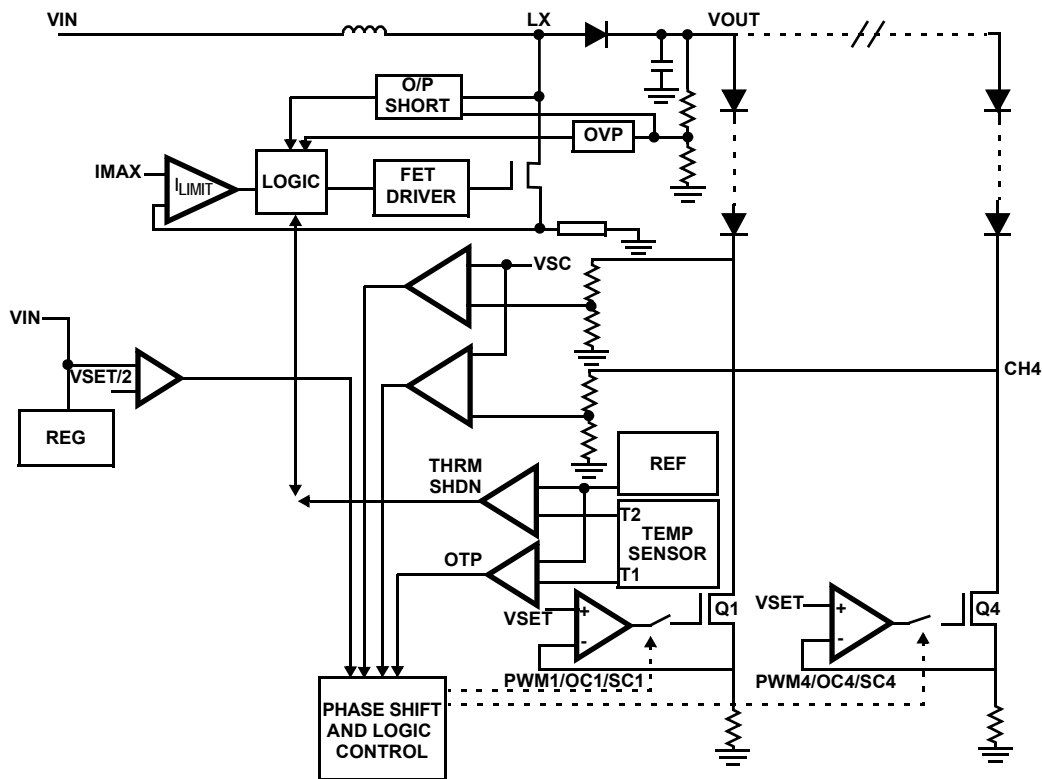 VIN
LX
VOUT
O/P
SHORT
OVP
IMAX
ILIMIT
LOGIC
FET
DRIVER
VSC
VIN
VSET/2
CH4
REG
REF
THRM
SHDN
T2
TEMP
SENSOR
OTP
T1
VSET
+
-
Q1
VSET
+
-
Q4
PWM1/OC1/SC1
PWM4/OC4/SC4
PHASE SHIFT
AND LOGIC
CONTROL